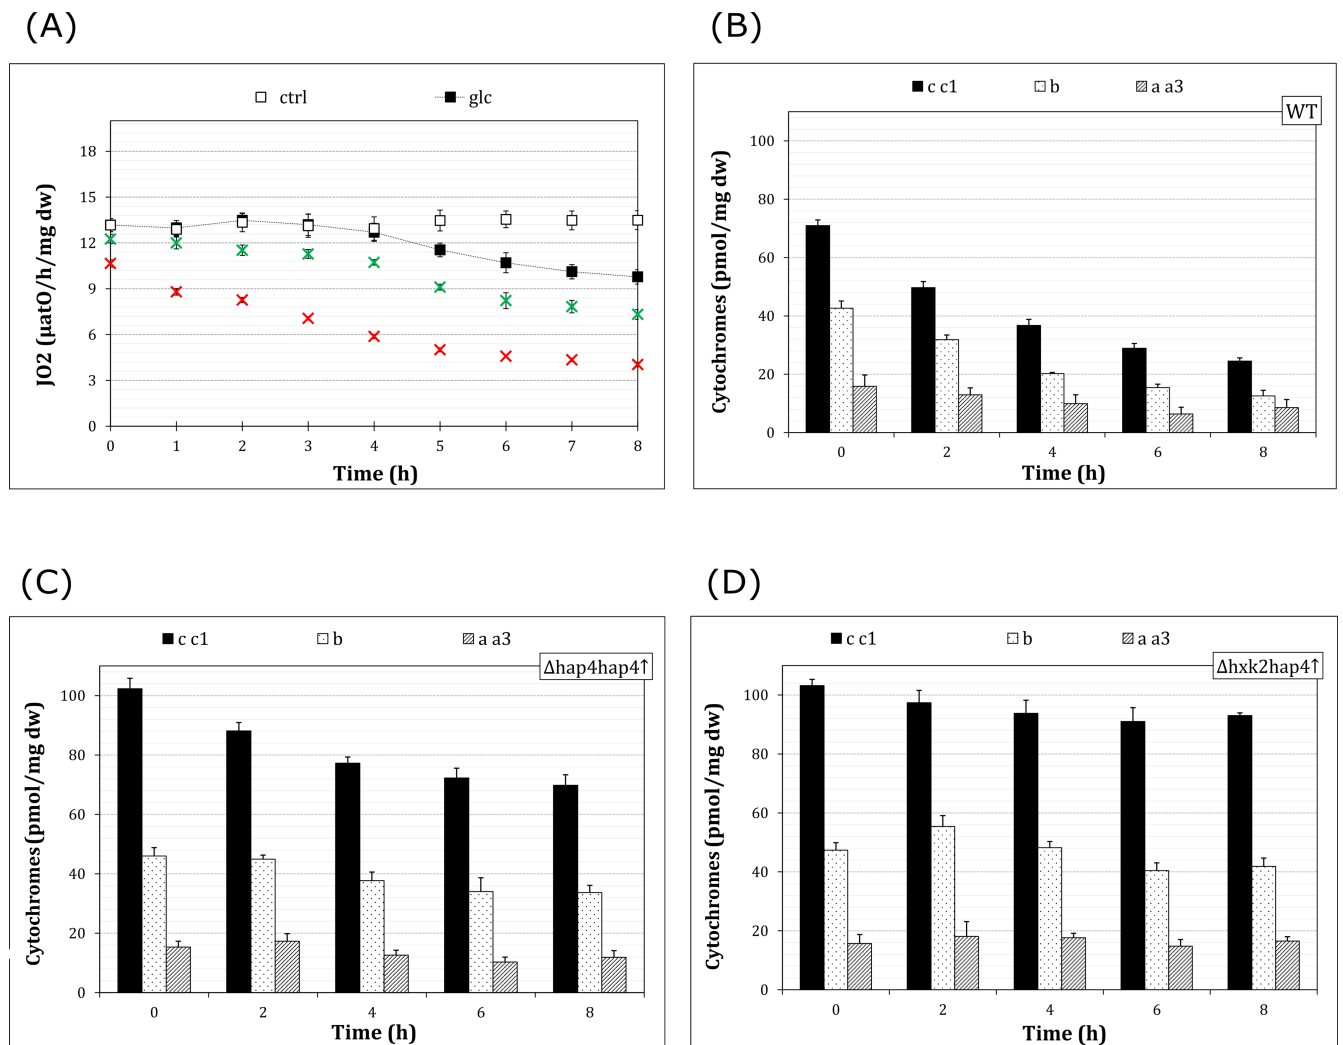 (A)
ctrl glc
JO2 (µatO/h/mg dw)
18
15
12
9
6
3
0
0 1 2 3 4 5 6 7 8
Time (h)
(B)
c c1 b a a3
WT
Cytochromes (pmol/mg dw)
100
80
60
40
20
0
0 2 4 6 8
Time (h)
(C)
c c1 b a a3
Δhap4hap4↑
Cytochromes (pmol/mg dw)
100
80
60
40
20
0
0 2 4 6 8
Time (h)
(D)
c c1 b a a3
Δhxk2hap4↑
Cytochromes (pmol/mg dw)
100
80
60
40
20
0
0 2 4 6 8
Time (h)